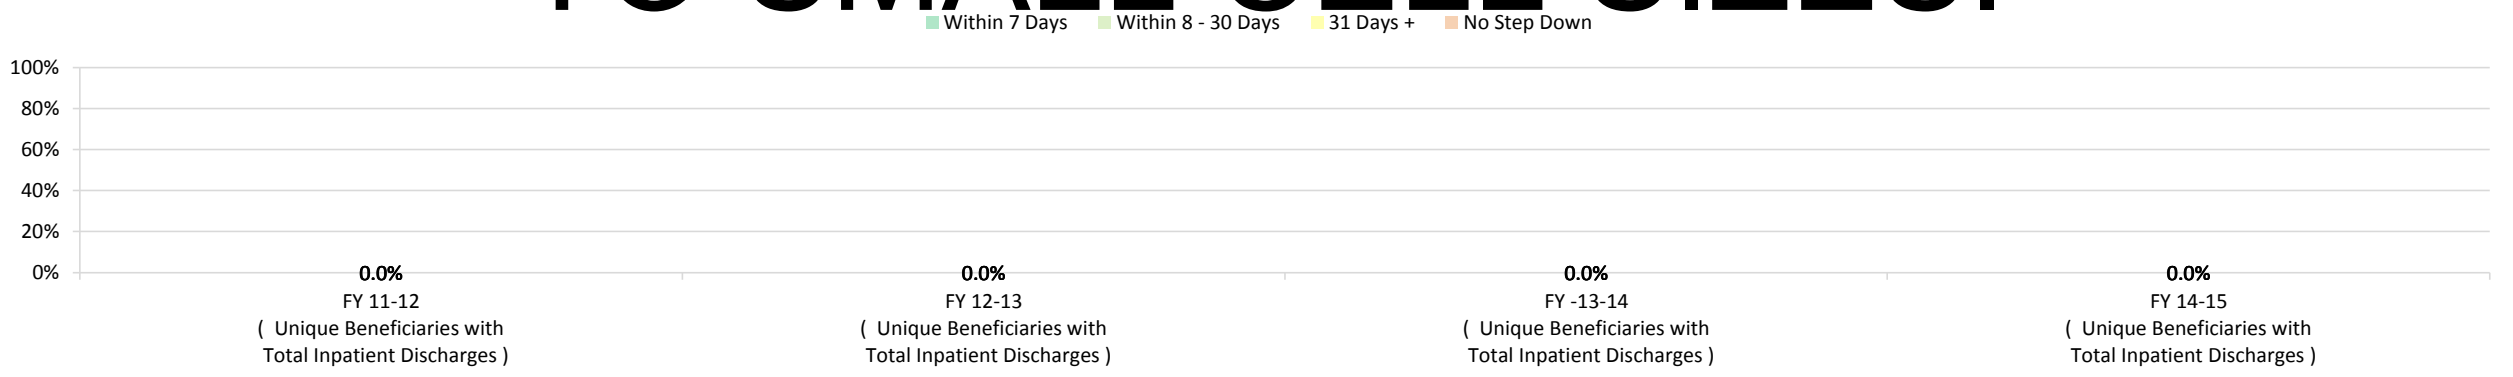 Within 7 Days Within 8 - 30 Days 31 Days + No Step Down
100%
80%
60%
40%
20%
0%
0.0% 0.0% 0.0% 0.0%
FY 11-12 FY 12-13 FY -13-14 FY 14-15
( Unique Beneficiaries with ( Unique Beneficiaries with ( Unique Beneficiaries with ( Unique Beneficiaries with
Total Inpatient Discharges ) Total Inpatient Discharges ) Total Inpatient Discharges ) Total Inpatient Discharges )